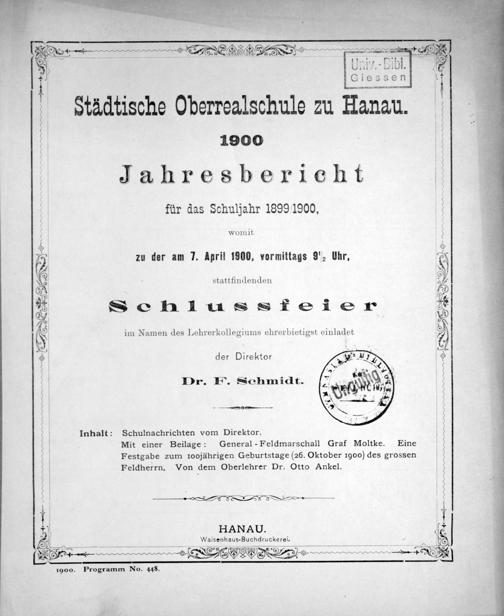 Univ.-Bibl.
Giessen
Städtische Oberrealschule zu Hanau.
1900
Jahresbericht
für das Schuljahr 1899/1900,
womit
zu der am 7. April 1900, vormittags 9½ Uhr,
stattfindenden
Schlussfeier
im Namen des Lehrerkollegiums ehrerbietigst einladet
der Direktor
Dr. F. Schmidt.
Ungültig
Inhalt: Schulnachrichten vom Direktor.
Mit einer Beilage: General-Feldmarschall Graf Moltke. Eine
Festgabe zum 100jährigen Geburtstage (26. Oktober 1900) des grossen
Feldherrn, Von dem Oberlehrer Dr. Otto Ankel.
HANAU.
Waisenhaus-Buchdruckerei.
1900. Programm No. 448.